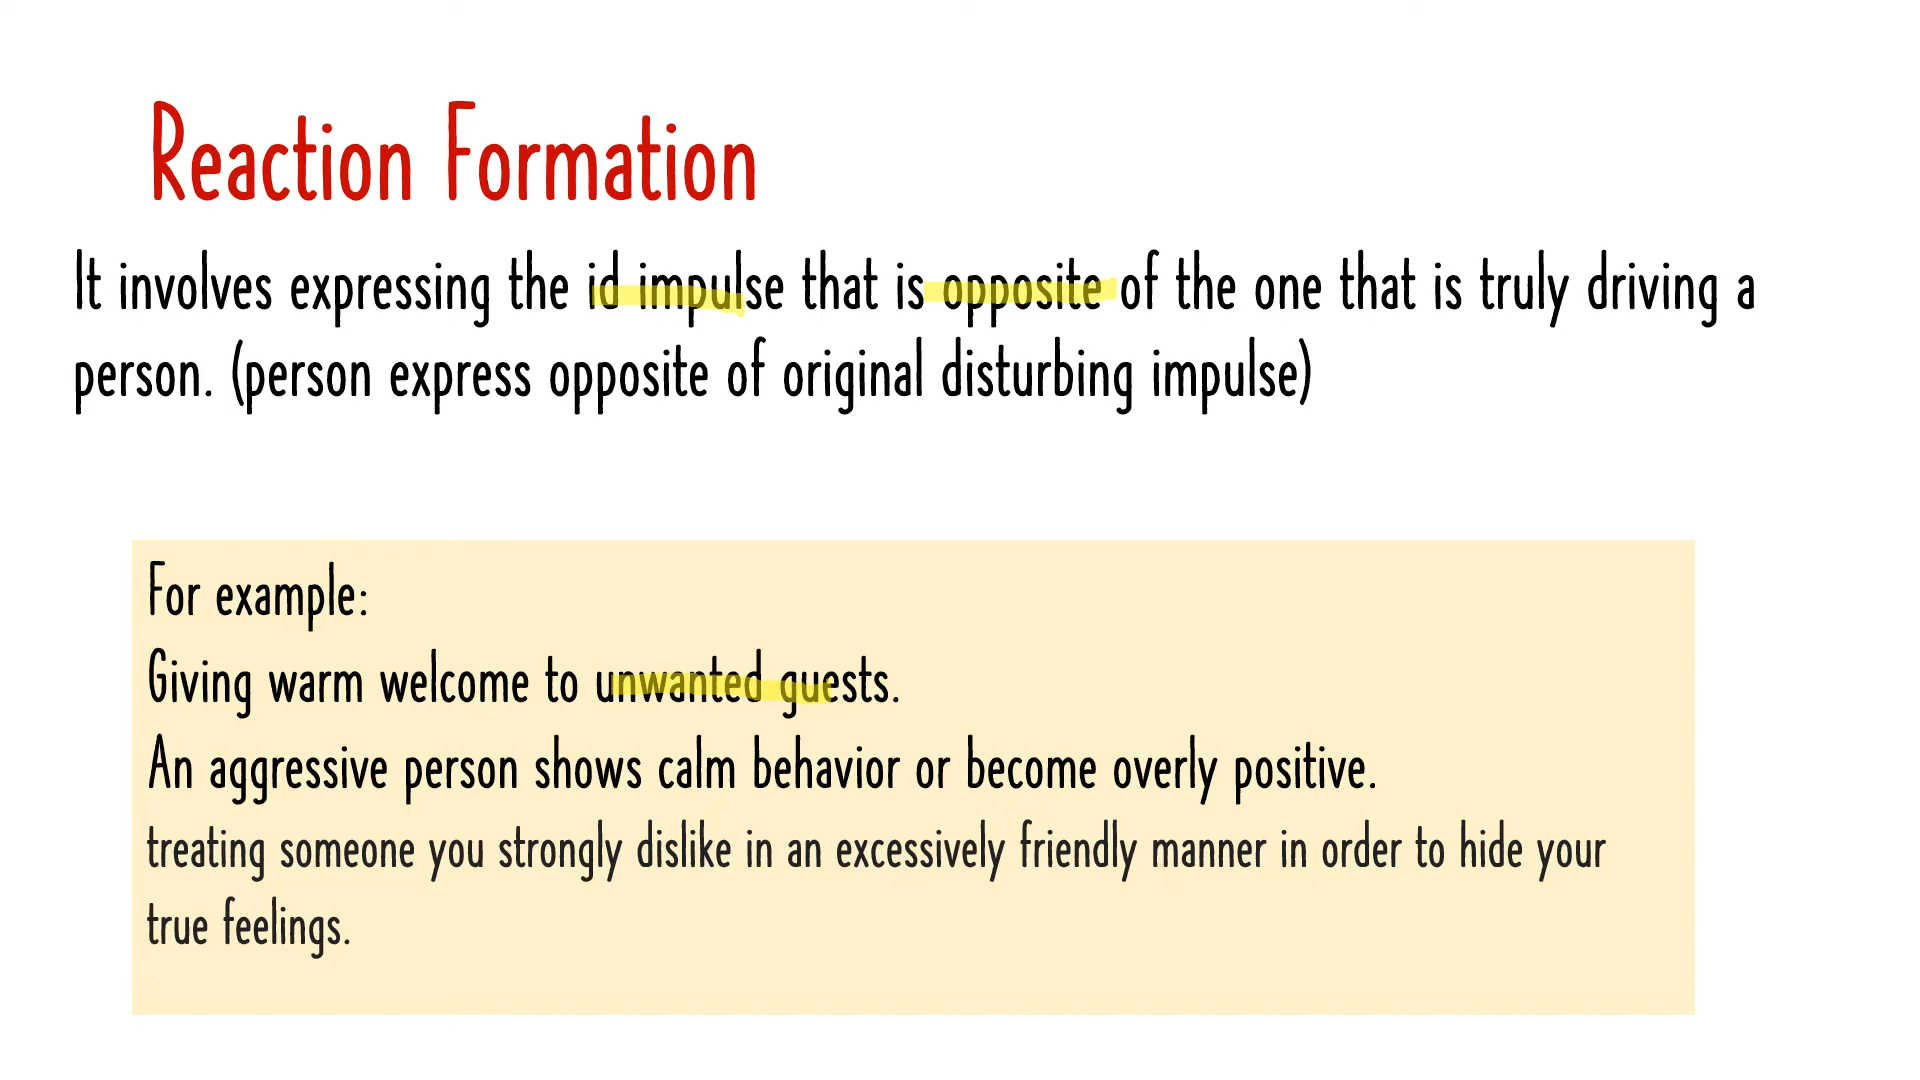 Reaction Formation
It involves expressing the id impulse that is opposite of the one that is truly driving a
person. (person express opposite of original disturbing impulse)
For example:
Giving warm welcome to unwanted guests.
An aggressive person shows calm behavior or become overly positive.
treating someone you strongly dislike in an excessively friendly manner in order to hide your
true feelings.